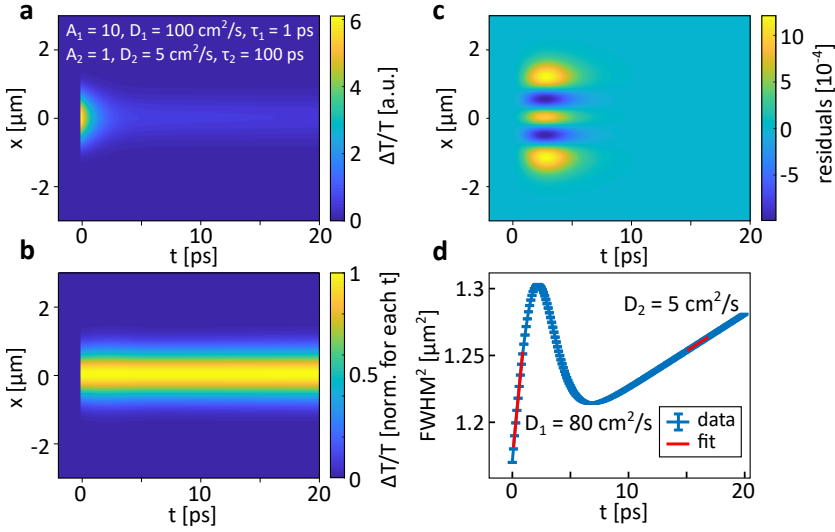 a
A₁ = 10, D₁ = 100 cm²/s, τ₁ = 1 ps
A₂ = 1, D₂ = 5 cm²/s, τ₂ = 100 ps
x [µm]
2
0
-2
0
10
20
t [ps]
6
4
2
0
ΔT/T [a.u.]
c
x [µm]
2
0
-2
0
10
20
t [ps]
10
5
0
-5
residuals [10⁻⁴]
b
x [µm]
2
0
-2
0
10
20
t [ps]
1
0.5
0
ΔT/T [norm. for each t]
d
FWHM² [µm²]
1.3
1.25
1.2
D₂ = 5 cm²/s
D₁ = 80 cm²/s
data
fit
0
10
20
t [ps]